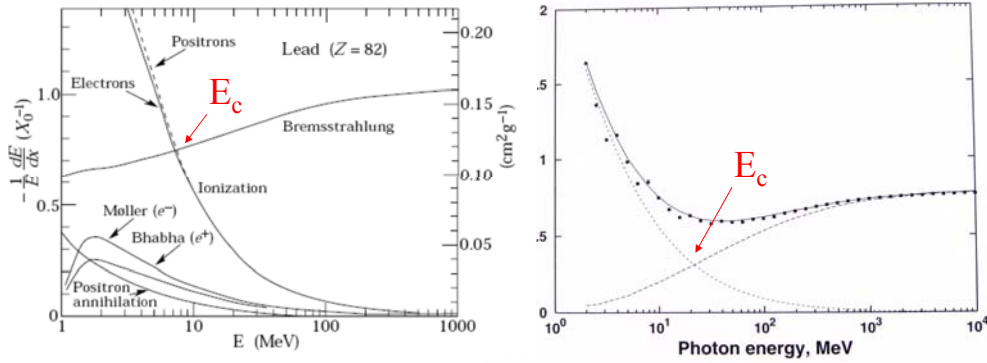 Positrons
Lead (Z = 82)
Electrons
E_c
Bremsstrahlung
Ionization
Møller (e⁻)
Bhabha (e⁺)
Positron
annihilation
1.0
0.5
0
0.20
0.15
0.10
0.05
−1/E dE/dx (X₀⁻¹)
(cm² g⁻¹)
1
10
100
1000
E (MeV)
2
.5
1
.5
0
E_c
10⁰
10¹
10²
10³
10⁴
Photon energy, MeV